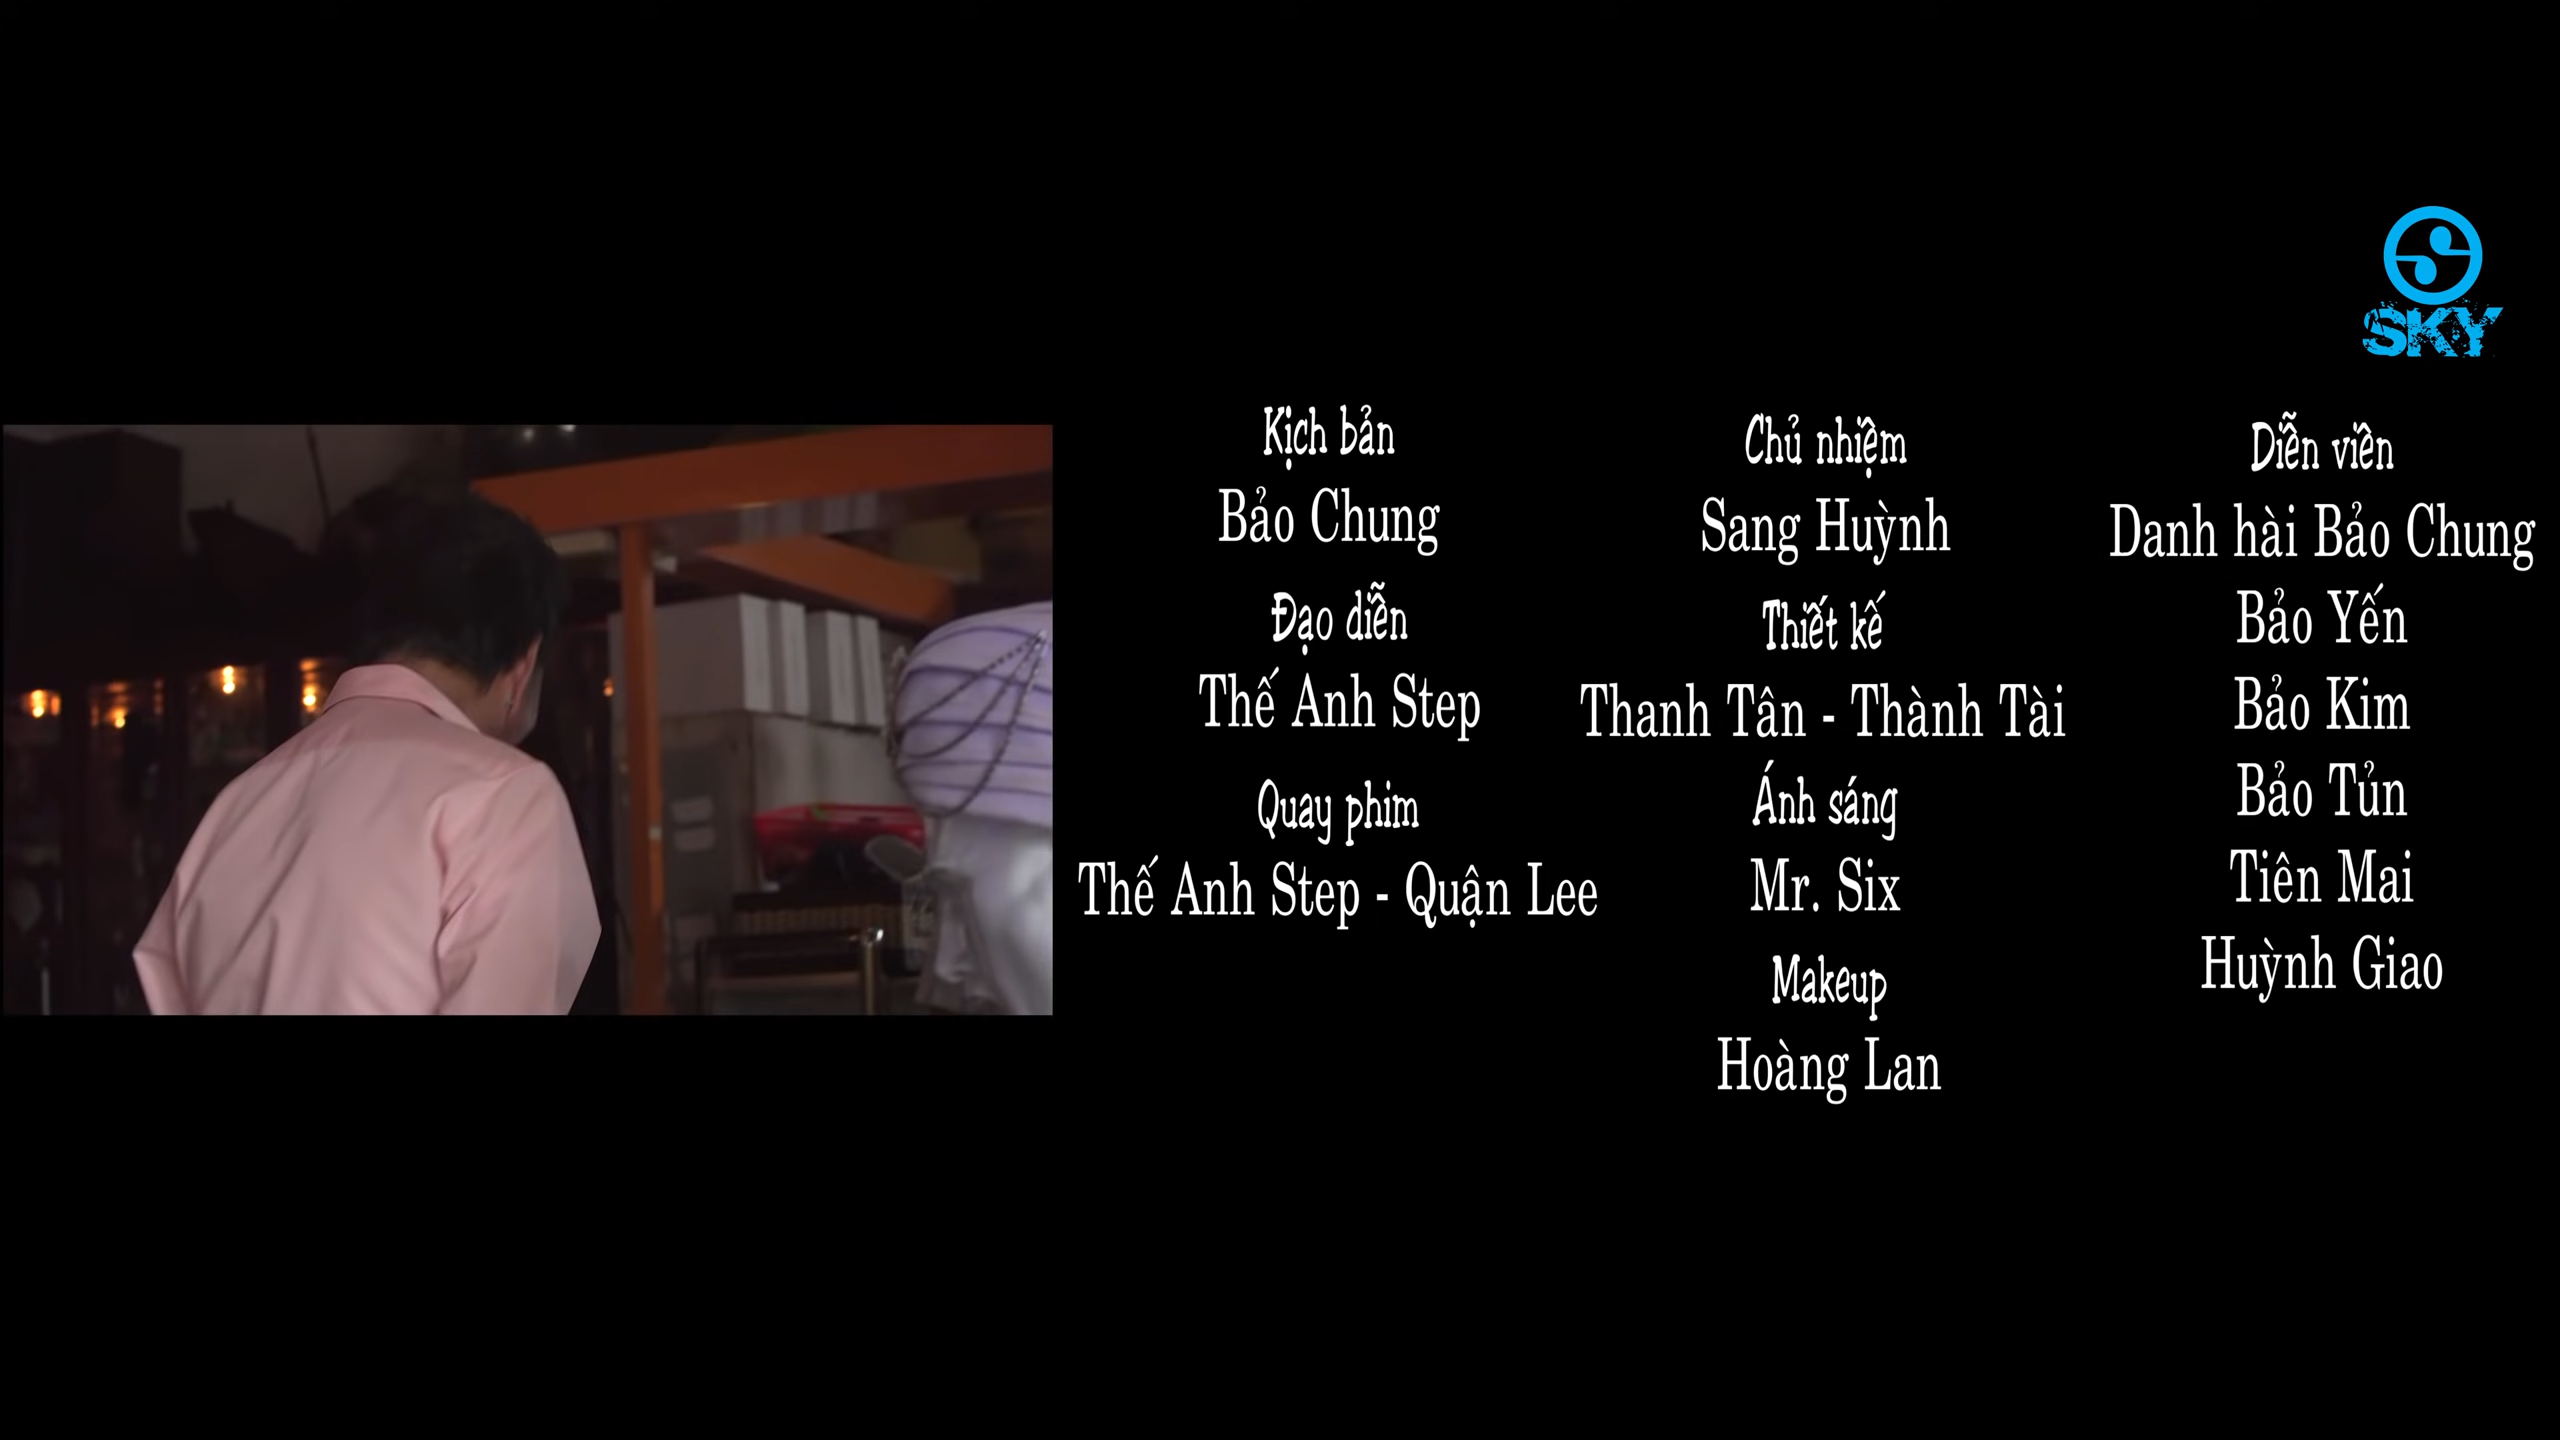 SKY
Kịch bản
Bảo Chung
Đạo diễn
Thế Anh Step
Quay phim
Thế Anh Step - Quận Lee
Chủ nhiệm
Sang Huỳnh
Thiết kế
Thanh Tân - Thành Tài
Ánh sáng
Mr. Six
Makeup
Hoàng Lan
Diễn viên
Danh hài Bảo Chung
Bảo Yến
Bảo Kim
Bảo Tủn
Tiên Mai
Huỳnh Giao